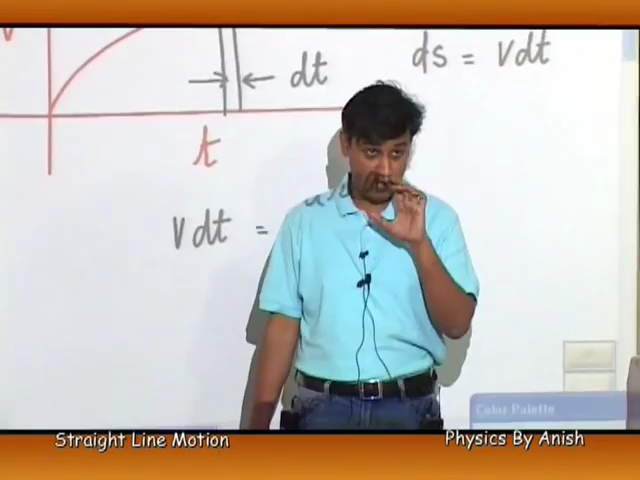 V
dt
ds = vdt
t
vdt =
Color Palette
Straight Line Motion
Physics By Anish